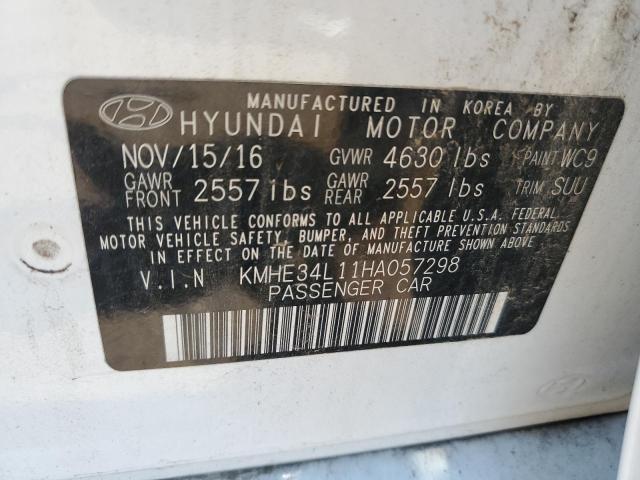 MANUFACTURED IN KOREA BY
HYUNDAI MOTOR COMPANY
NOV/15/16 GVWR 4630 lbs PAINT WC9
GAWR FRONT 2557 lbs GAWR REAR 2557 lbs TRIM SUU
THIS VEHICLE CONFORMS TO ALL APPLICABLE U.S.A. FEDERAL
MOTOR VEHICLE SAFETY, BUMPER, AND THEFT PREVENTION STANDARDS
IN EFFECT ON THE DATE OF MANUFACTURE SHOWN ABOVE.
V.I.N KMHE34L11HA057298
PASSENGER CAR